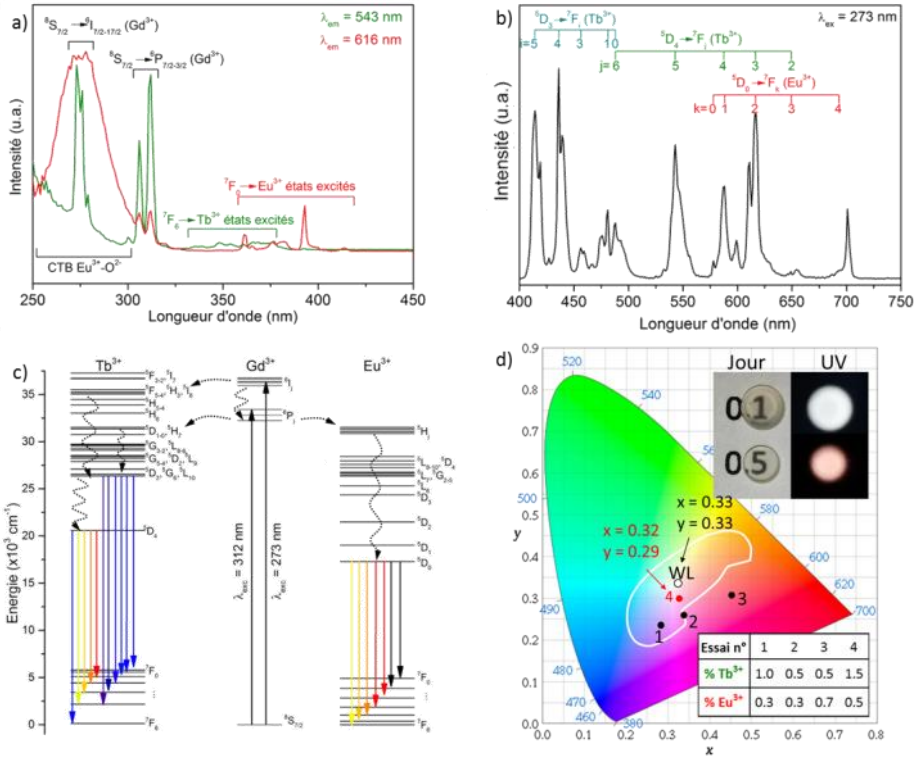 a)
⁸S₇/₂→⁶I₇/₂-₁₇/₂ (Gd³⁺)
λem = 543 nm
λem = 616 nm
⁸S₇/₂→⁶P₇/₂-₃/₂ (Gd³⁺)
⁷F₀→Eu³⁺ états excités
⁷F₆→Tb³⁺ états excités
CTB Eu³⁺-O²⁻
Intensité (u.a.)
250 300 350 400 450
Longueur d'onde (nm)
b)
⁵D₃→⁷Fᵢ (Tb³⁺)
λex = 273 nm
i=5 4 3 10
⁵D₄→⁷Fⱼ (Tb³⁺)
j=6 5 4 3 2
⁵D₀→⁷Fₖ (Eu³⁺)
k=0 1 2 3 4
Intensité (u.a.)
400 450 500 550 600 650 700 750
Longueur d'onde (nm)
c)
Tb³⁺ Gd³⁺ Eu³⁺
Energie (x10³ cm⁻¹)
35
30
25
20
15
10
5
0
⁵D₄
⁷F₀
⁷F₆
⁶Iⱼ
⁶Pⱼ
λexc = 312 nm
λexc = 273 nm
⁸S₇/₂
⁵D₃
⁵D₂
⁵D₁
⁵D₀
d)
Jour UV
0.1
0.5
x = 0.33
y = 0.33
x = 0.32
y = 0.29
WL
4
1
2
3
520
540
560
580
600
620
700
500
490
480
470
460
380
y
0.9
0.8
0.7
0.6
0.5
0.4
0.3
0.2
0.1
0.0
0.0 0.1 0.2 0.3 0.4 0.5 0.6 0.7 0.8
x
Essai n° 1 2 3 4
% Tb³⁺ 1.0 0.5 0.5 1.5
% Eu³⁺ 0.3 0.3 0.7 0.5